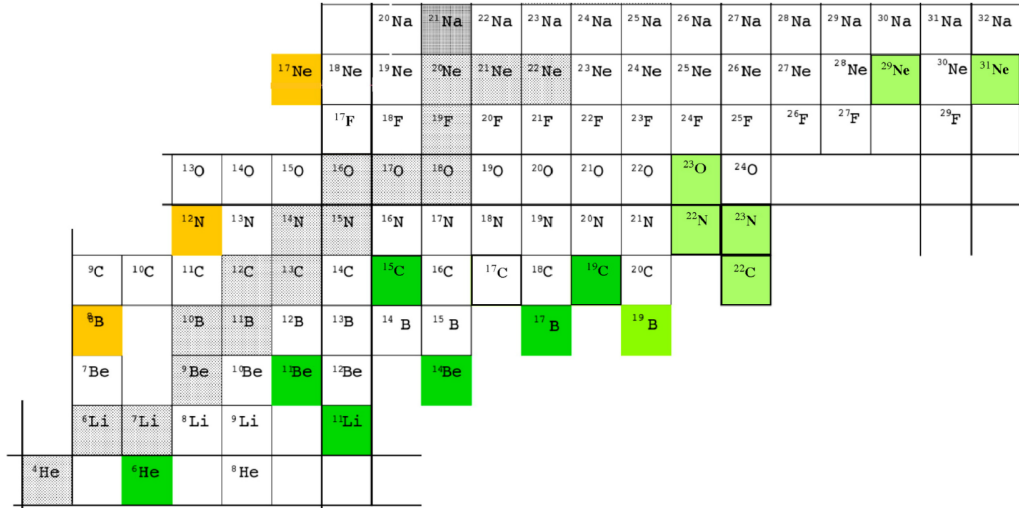 ²⁰Na ²¹Na ²²Na ²³Na ²⁴Na ²⁵Na ²⁶Na ²⁷Na ²⁸Na ²⁹Na ³⁰Na ³¹Na ³²Na
¹⁷Ne ¹⁸Ne ¹⁹Ne ²⁰Ne ²¹Ne ²²Ne ²³Ne ²⁴Ne ²⁵Ne ²⁶Ne ²⁷Ne ²⁸Ne ²⁹Ne ³⁰Ne ³¹Ne
¹⁷F ¹⁸F ¹⁹F ²⁰F ²¹F ²²F ²³F ²⁴F ²⁵F ²⁶F ²⁷F ²⁹F
¹³O ¹⁴O ¹⁵O ¹⁶O ¹⁷O ¹⁸O ¹⁹O ²⁰O ²¹O ²²O ²³O ²⁴O
¹²N ¹³N ¹⁴N ¹⁵N ¹⁶N ¹⁷N ¹⁸N ¹⁹N ²⁰N ²¹N ²²N ²³N
⁹C ¹⁰C ¹¹C ¹²C ¹³C ¹⁴C ¹⁵C ¹⁶C ¹⁷C ¹⁸C ¹⁹C ²⁰C ²²C
⁸B ¹⁰B ¹¹B ¹²B ¹³B ¹⁴B ¹⁵B ¹⁷B ¹⁹B
⁷Be ⁹Be ¹⁰Be ¹¹Be ¹²Be ¹⁴Be
⁶Li ⁷Li ⁸Li ⁹Li ¹¹Li
⁴He ⁶He ⁸He